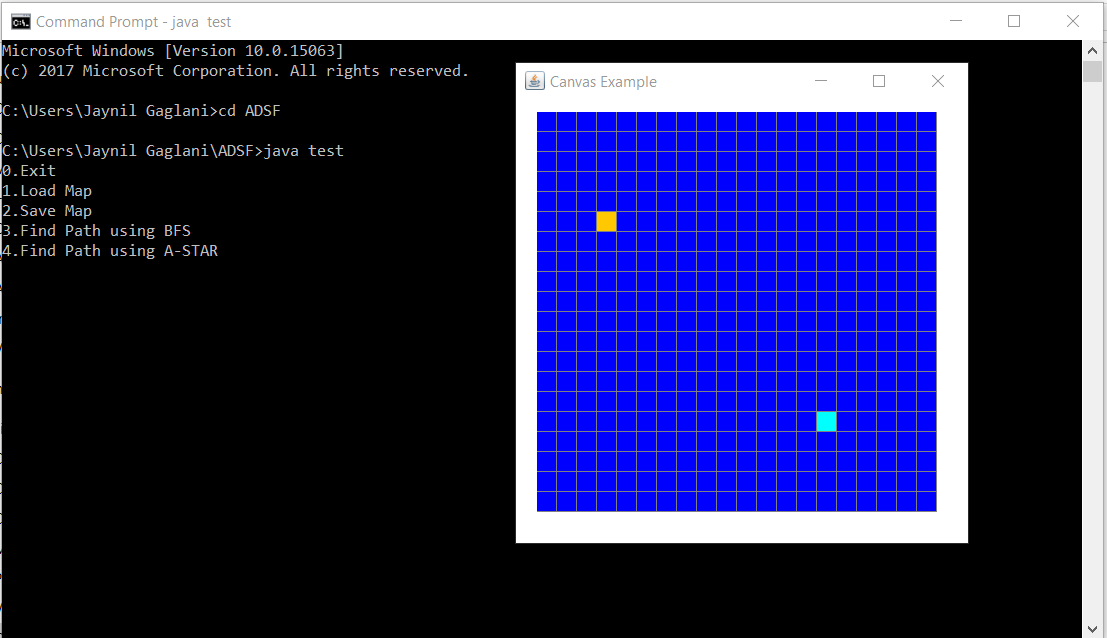 Command Prompt - java  test
Microsoft Windows [Version 10.0.15063]
(c) 2017 Microsoft Corporation. All rights reserved.
Canvas Example
C:\Users\Jaynil Gaglani>cd ADSF
C:\Users\Jaynil Gaglani\ADSF>java test
0.Exit
1.Load Map
2.Save Map
3.Find Path using BFS
4.Find Path using A-STAR